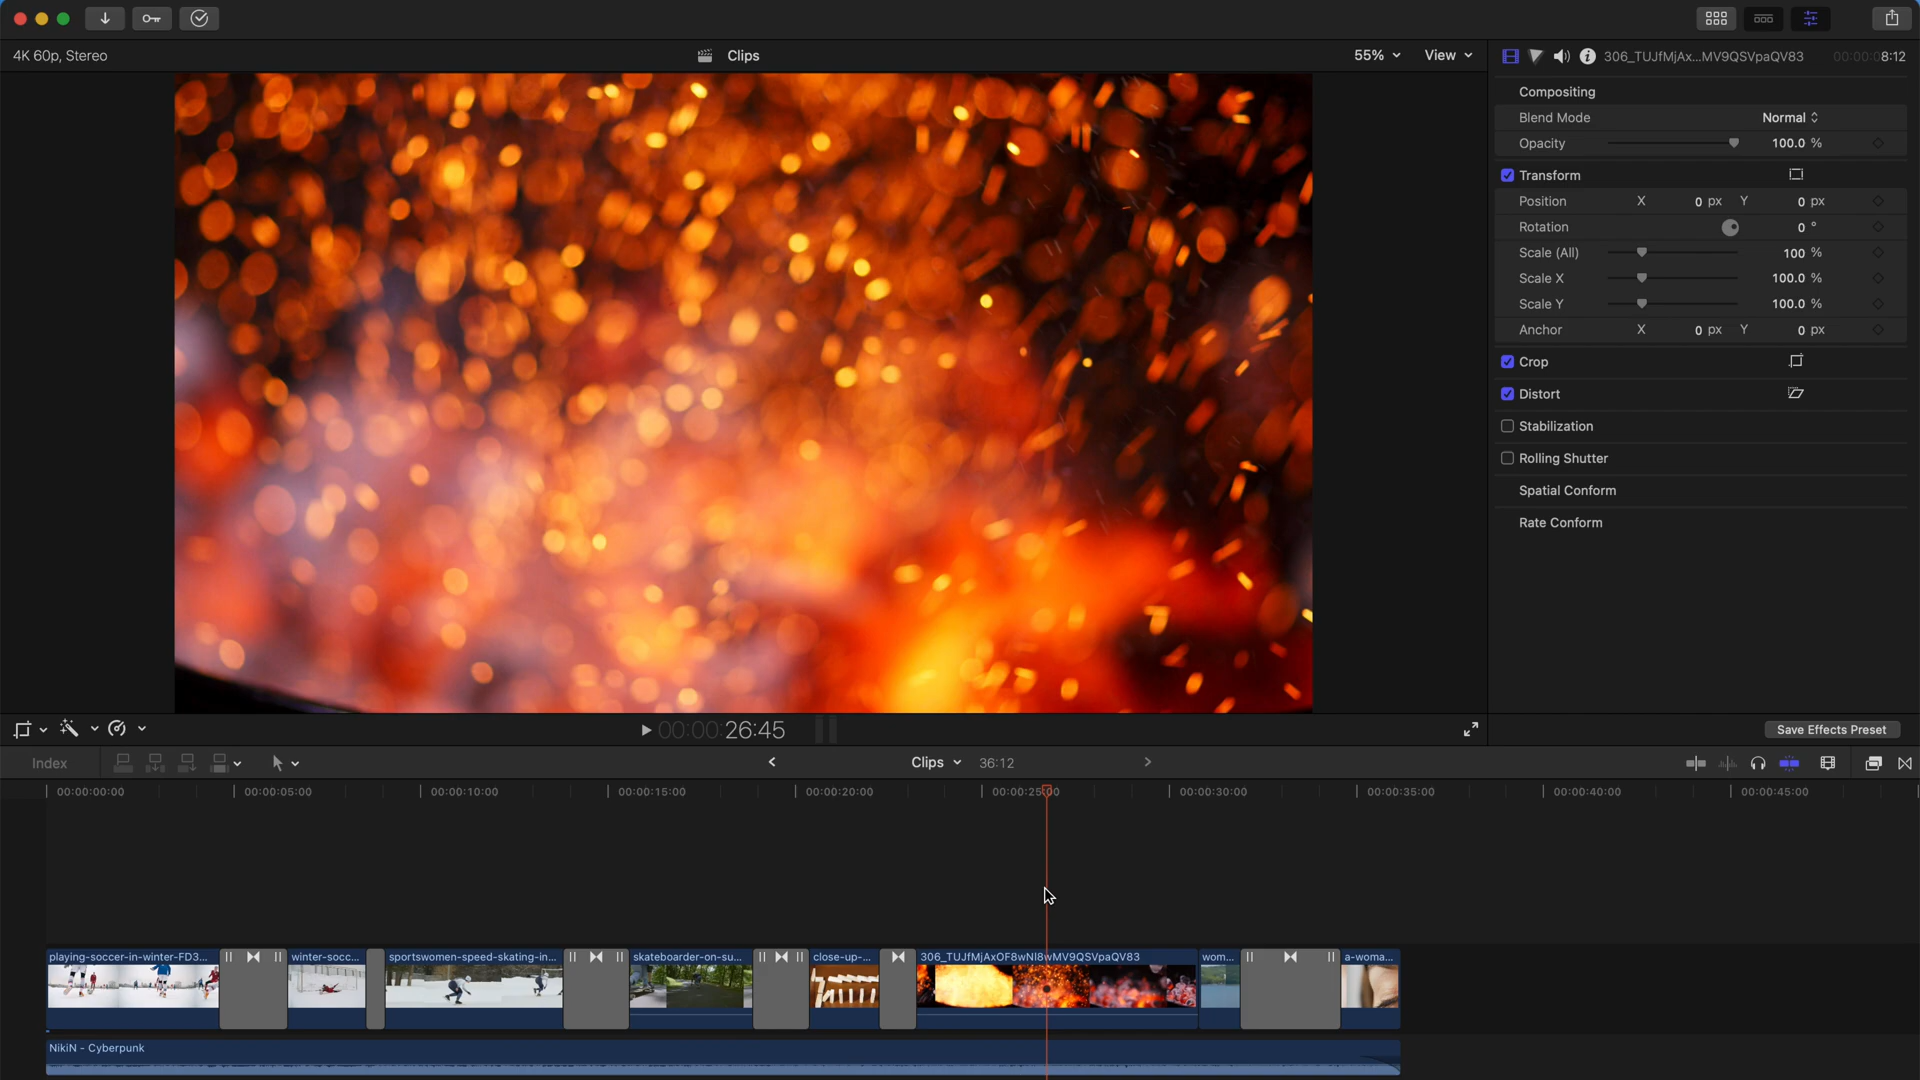 4K 60p, Stereo
Clips
55%
View
306_TUJfMjAx...MV9QSVpaQV83
00:00:08:12
Compositing
Blend Mode
Normal
Opacity
100.0 %
Transform
Position X 0 px Y 0 px
Rotation 0 °
Scale (All) 100 %
Scale X 100.0 %
Scale Y 100.0 %
Anchor X 0 px Y 0 px
Crop
Distort
Stabilization
Rolling Shutter
Spatial Conform
Rate Conform
00:00:26:45
Save Effects Preset
Index
Clips
36:12
00:00:00:00
00:00:05:00
00:00:10:00
00:00:15:00
00:00:20:00
00:00:25:00
00:00:30:00
00:00:35:00
00:00:40:00
00:00:45:00
playing-soccer-in-winter-FD3...
winter-socc...
sportswomen-speed-skating-in...
skateboarder-on-su...
close-up-...
306_TUJfMjAxOF8wNl8wMV9QSVpaQV83
wom...
a-woma...
NikiN - Cyberpunk